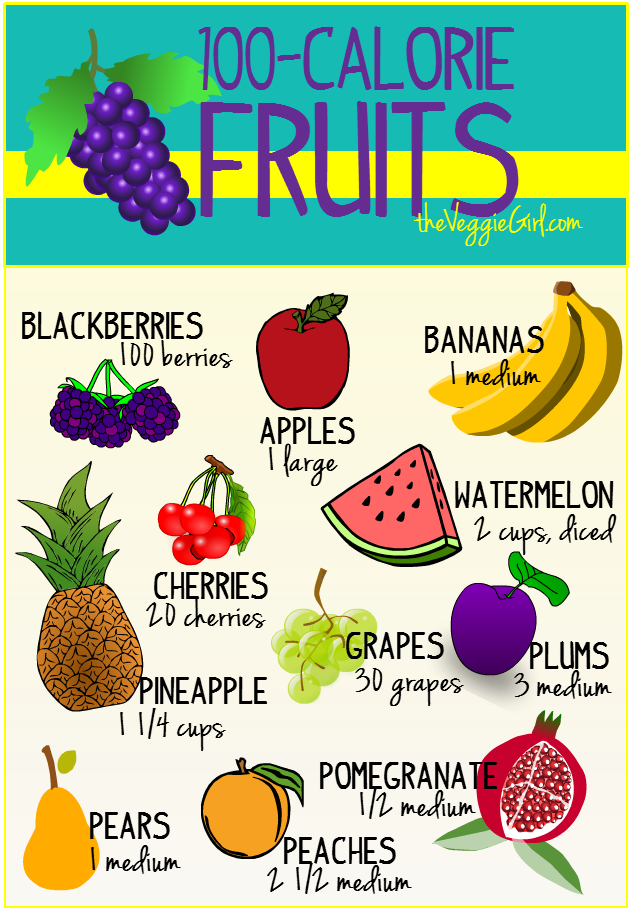 100-CALORIE
FRUITS
theVeggieGirl.com
BLACKBERRIES
100 berries
APPLES
1 large
BANANAS
1 medium
WATERMELON
2 cups, diced
CHERRIES
20 cherries
GRAPES
30 grapes
PLUMS
3 medium
PINEAPPLE
1 1/4 cups
POMEGRANATE
1/2 medium
PEARS
1 medium
PEACHES
2 1/2 medium